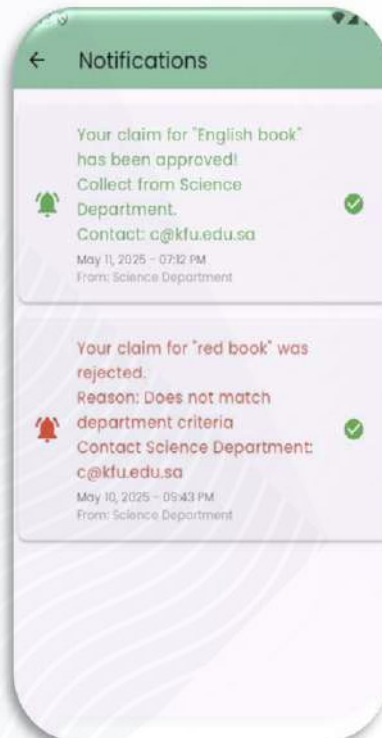 Notifications
Your claim for "English book"
has been approved!
Collect from Science
Department.
Contact: c@kfu.edu.sa
May 11, 2025 - 07:12 PM
From: Science Department
Your claim for "red book" was
rejected.
Reason: Does not match
department criteria
Contact Science Department:
c@kfu.edu.sa
May 10, 2025 - 09:43 PM
From: Science Department